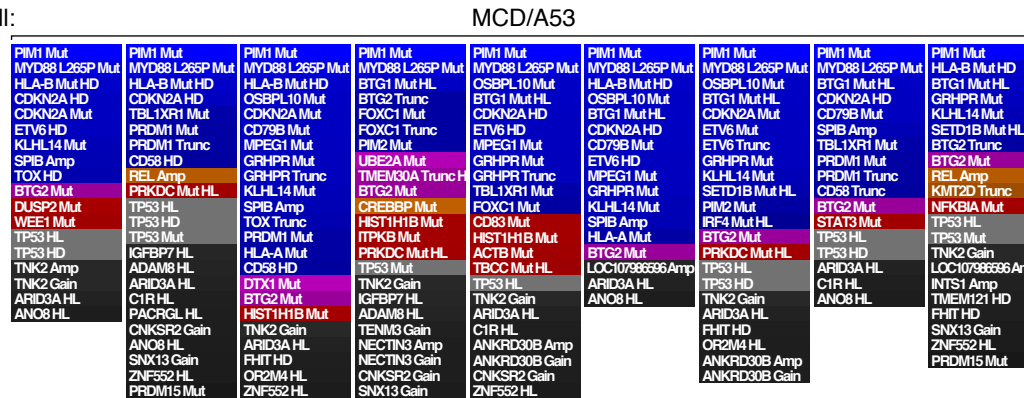 ll:
MCD/A53
PIM1 Mut
MYD88 L265P Mut
HLA-B Mut HD
CDKN2A HD
CDKN2A Mut
ETV6 HD
KLHL14 Mut
SPIB Amp
TOX HD
BTG2 Mut
DUSP2 Mut
WEE1 Mut
TP53 HL
TP53 HD
TNK2 Amp
TNK2 Gain
ARID3A HL
ANO8 HL
PIM1 Mut
MYD88 L265P Mut
HLA-B Mut HD
CDKN2A HD
TBL1XR1 Mut
PRDM1 Mut
PRDM1 Trunc
CD58 HD
REL Amp
PRKDC Mut HL
TP53 HL
TP53 HD
TP53 Mut
IGFBP7 HL
ADAM8 HL
ARID3A HL
C1R HL
PACRGL HL
CNKSR2 Gain
ANO8 HL
SNX13 Gain
ZNF552 HL
PRDM15 Mut
PIM1 Mut
MYD88 L265P Mut
HLA-B Mut HD
OSBPL10 Mut
CDKN2A Mut
CD79B Mut
MPEG1 Mut
GRHPR Mut
GRHPR Trunc
KLHL14 Mut
SPIB Amp
TOX Trunc
PRDM1 Mut
HLA-A Mut
CD58 HD
DTX1 Mut
BTG2 Mut
HIST1H1B Mut
TNK2 Gain
ARID3A HL
FHIT HD
OR2M4 HL
ZNF552 HL
PIM1 Mut
MYD88 L265P Mut
BTG1 Mut HL
BTG2 Trunc
FOXC1 Mut
FOXC1 Trunc
PIM2 Mut
UBE2A Mut
TMEM30A Trunc H
BTG2 Mut
CREBBP Mut
HIST1H1B Mut
ITPKB Mut
PRKDC Mut HL
TP53 Mut
TNK2 Gain
IGFBP7 HL
ADAM8 HL
TENM3 Gain
NECTIN3 Amp
NECTIN3 Gain
CNKSR2 Gain
SNX13 Gain
PIM1 Mut
MYD88 L265P Mut
OSBPL10 Mut
BTG1 Mut HL
CDKN2A HD
ETV6 HD
MPEG1 Mut
GRHPR Mut
GRHPR Trunc
TBL1XR1 Mut
FOXC1 Mut
CD83 Mut
HIST1H1B Mut
ACTB Mut
TBCC Mut HL
TP53 HL
TNK2 Gain
ARID3A HL
C1R HL
ANKRD30B Amp
ANKRD30B Gain
CNKSR2 Gain
ZNF552 HL
PIM1 Mut
MYD88 L265P Mut
HLA-B Mut HD
OSBPL10 Mut
BTG1 Mut HL
CDKN2A HD
CD79B Mut
ETV6 HD
MPEG1 Mut
GRHPR Mut
KLHL14 Mut
SPIB Amp
HLA-A Mut
BTG2 Mut
LOC107986596 Amp
ARID3A HL
ANO8 HL
PIM1 Mut
MYD88 L265P Mut
OSBPL10 Mut
BTG1 Mut HL
CDKN2A Mut
ETV6 Mut
ETV6 Trunc
GRHPR Mut
KLHL14 Mut
SETD1B Mut HL
PIM2 Mut
IRF4 Mut HL
BTG2 Mut
PRKDC Mut HL
TP53 HL
TP53 HD
TNK2 Gain
ARID3A HL
FHIT HD
OR2M4 HL
ANKRD30B Amp
ANKRD30B Gain
PIM1 Mut
MYD88 L265P Mut
BTG1 Mut HL
CDKN2A HD
CD79B Mut
SPIB Amp
TBL1XR1 Mut
PRDM1 Mut
PRDM1 Trunc
CD58 Trunc
BTG2 Mut
STAT3 Mut
TP53 HL
TP53 HD
ARID3A HL
C1R HL
ANO8 HL
PIM1 Mut
HLA-B Mut HD
BTG1 Mut HL
GRHPR Mut
KLHL14 Mut
SETD1B Mut HL
BTG2 Trunc
BTG2 Mut
REL Amp
KMT2D Trunc
NFKBIA Mut
TP53 HL
TP53 Mut
TNK2 Gain
LOC107986596 Am
INTS1 Amp
TMEM121 HD
FHIT HD
SNX13 Gain
ZNF552 HL
PRDM15 Mut